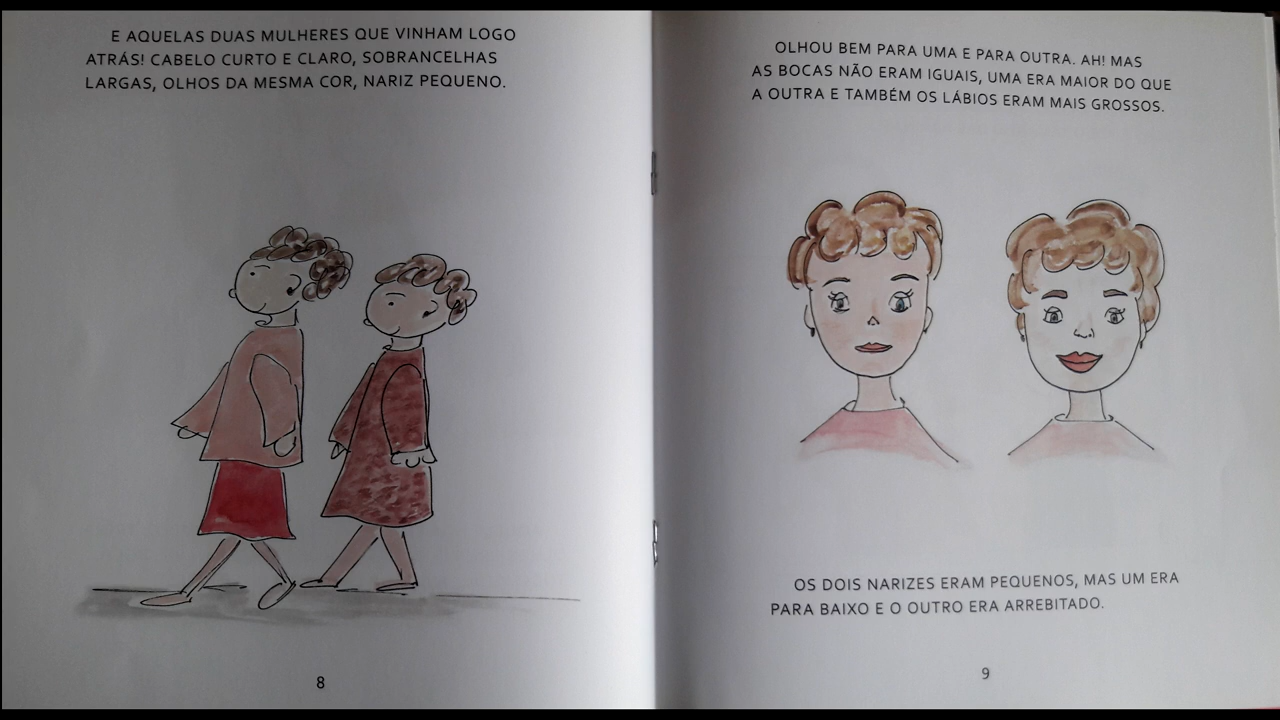 E AQUELAS DUAS MULHERES QUE VINHAM LOGO
ATRÁS! CABELO CURTO E CLARO, SOBRANCELHAS
LARGAS, OLHOS DA MESMA COR, NARIZ PEQUENO.
8
OLHOU BEM PARA UMA E PARA OUTRA. AH! MAS
AS BOCAS NÃO ERAM IGUAIS, UMA ERA MAIOR DO QUE
A OUTRA E TAMBÉM OS LÁBIOS ERAM MAIS GROSSOS.
OS DOIS NARIZES ERAM PEQUENOS, MAS UM ERA
PARA BAIXO E O OUTRO ERA ARREBITADO.
9